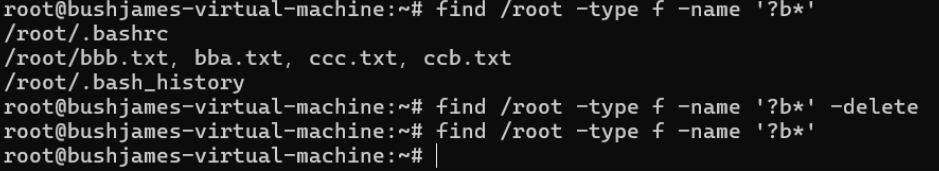 root@bushjames-virtual-machine:~# find /root -type f -name '?b*'
/root/.bashrc
/root/bbb.txt, bba.txt, ccc.txt, ccb.txt
/root/.bash_history
root@bushjames-virtual-machine:~# find /root -type f -name '?b*' -delete
root@bushjames-virtual-machine:~# find /root -type f -name '?b*'
root@bushjames-virtual-machine:~#